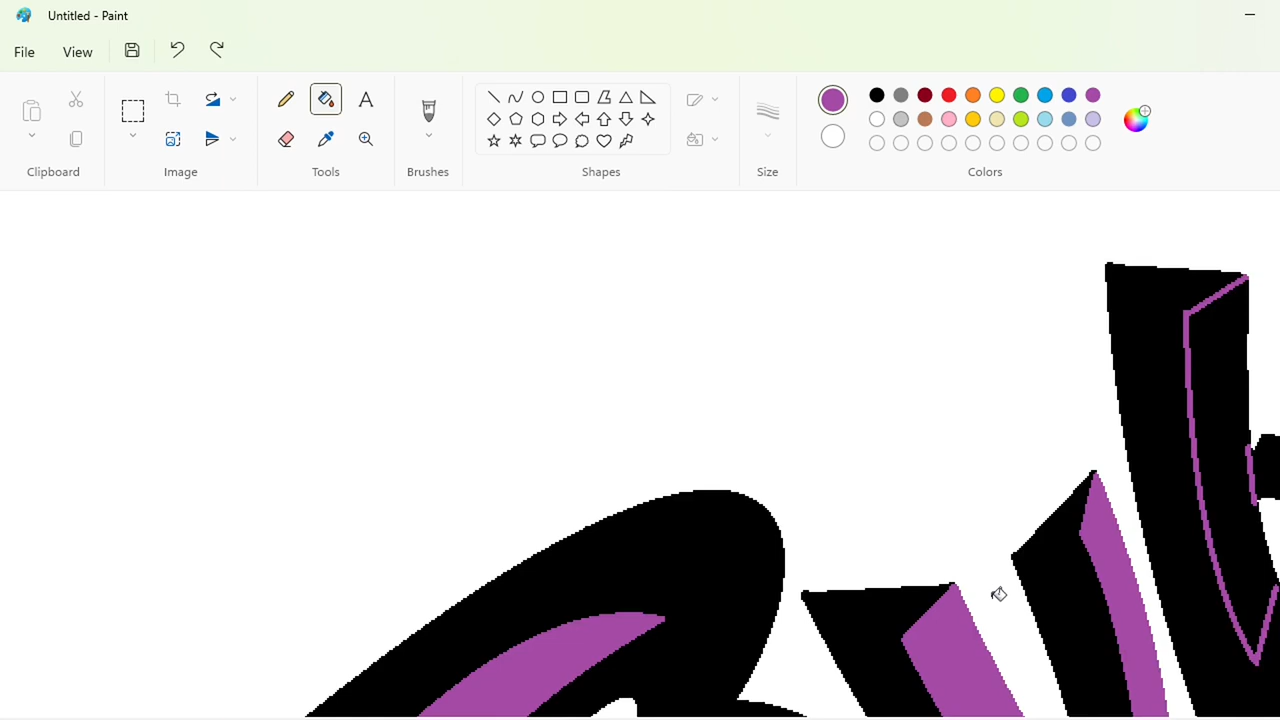 Untitled - Paint
File View
Clipboard Image Tools Brushes Shapes Size Colors